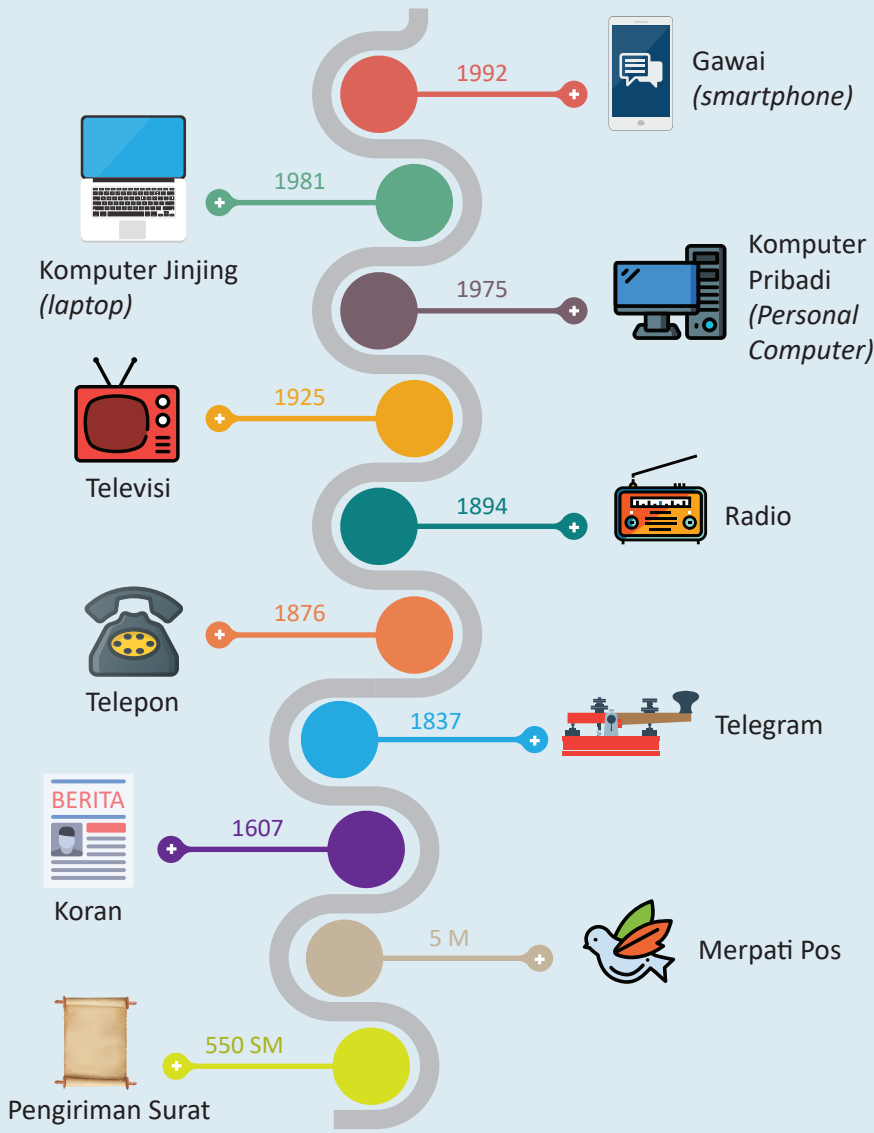 1992
Gawai
(smartphone)
1981
Komputer Jinjing
(laptop)
1975
Komputer
Pribadi
(Personal
Computer)
1925
Televisi
1894
Radio
1876
Telepon
1837
Telegram
BERITA
1607
Koran
5 M
Merpati Pos
550 SM
Pengiriman Surat